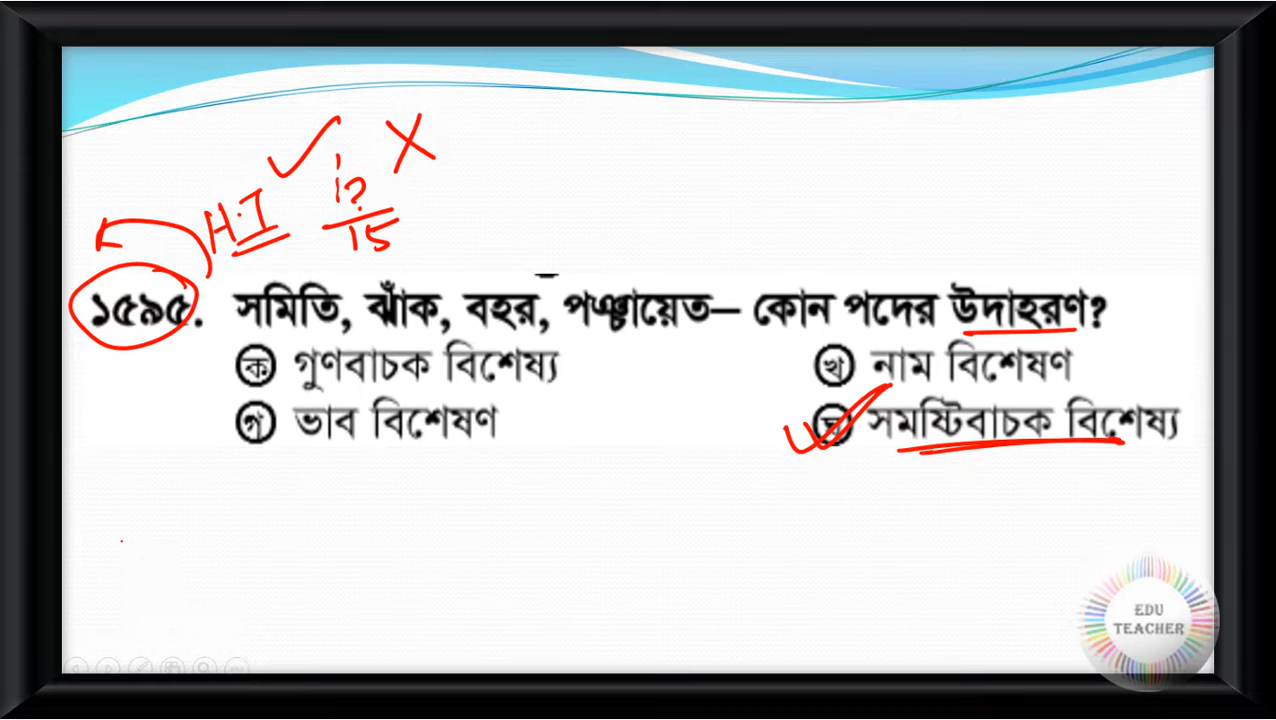 H.I
1?
15
১৫৯৫. সমিতি, ঝাঁক, বহর, পঞ্চায়েত– কোন পদের উদাহরণ?
ক গুণবাচক বিশেষ্য খ নাম বিশেষণ
গ ভাব বিশেষণ ঘ সমষ্টিবাচক বিশেষ্য
EDU
TEACHER